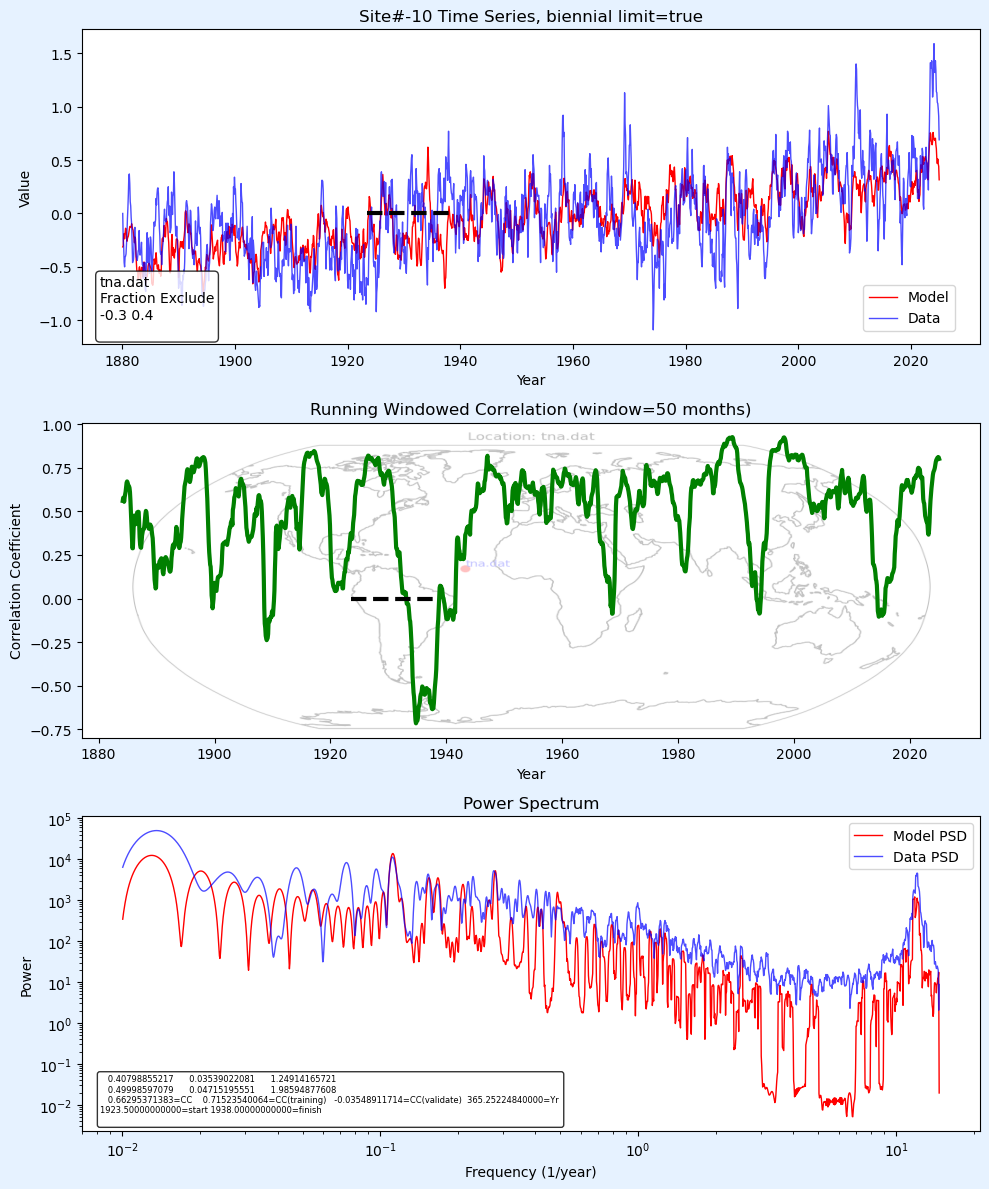 Site#-10 Time Series, biennial limit=true
Value
1.5
1.0
0.5
0.0
−0.5
−1.0
tna.dat
Fraction Exclude
-0.3 0.4
Model
Data
1880 1900 1920 1940 1960 1980 2000 2020
Year
Running Windowed Correlation (window=50 months)
Correlation Coefficient
1.00
0.75
0.50
0.25
0.00
−0.25
−0.50
−0.75
Location: tna.dat
tna.dat
1880 1900 1920 1940 1960 1980 2000 2020
Year
Power Spectrum
Power
10^5
10^4
10^3
10^2
10^1
10^0
10^−1
10^−2
Model PSD
Data PSD
0.40798855217 0.03539022081 1.24914165721
0.49998597079 0.04715195551 1.98594877608
0.66295371383=CC 0.71523540064=CC(training) -0.03548911714=CC(validate) 365.25224840000=Yr
1923.50000000000=start 1938.00000000000=finish
10^−2 10^−1 10^0 10^1
Frequency (1/year)